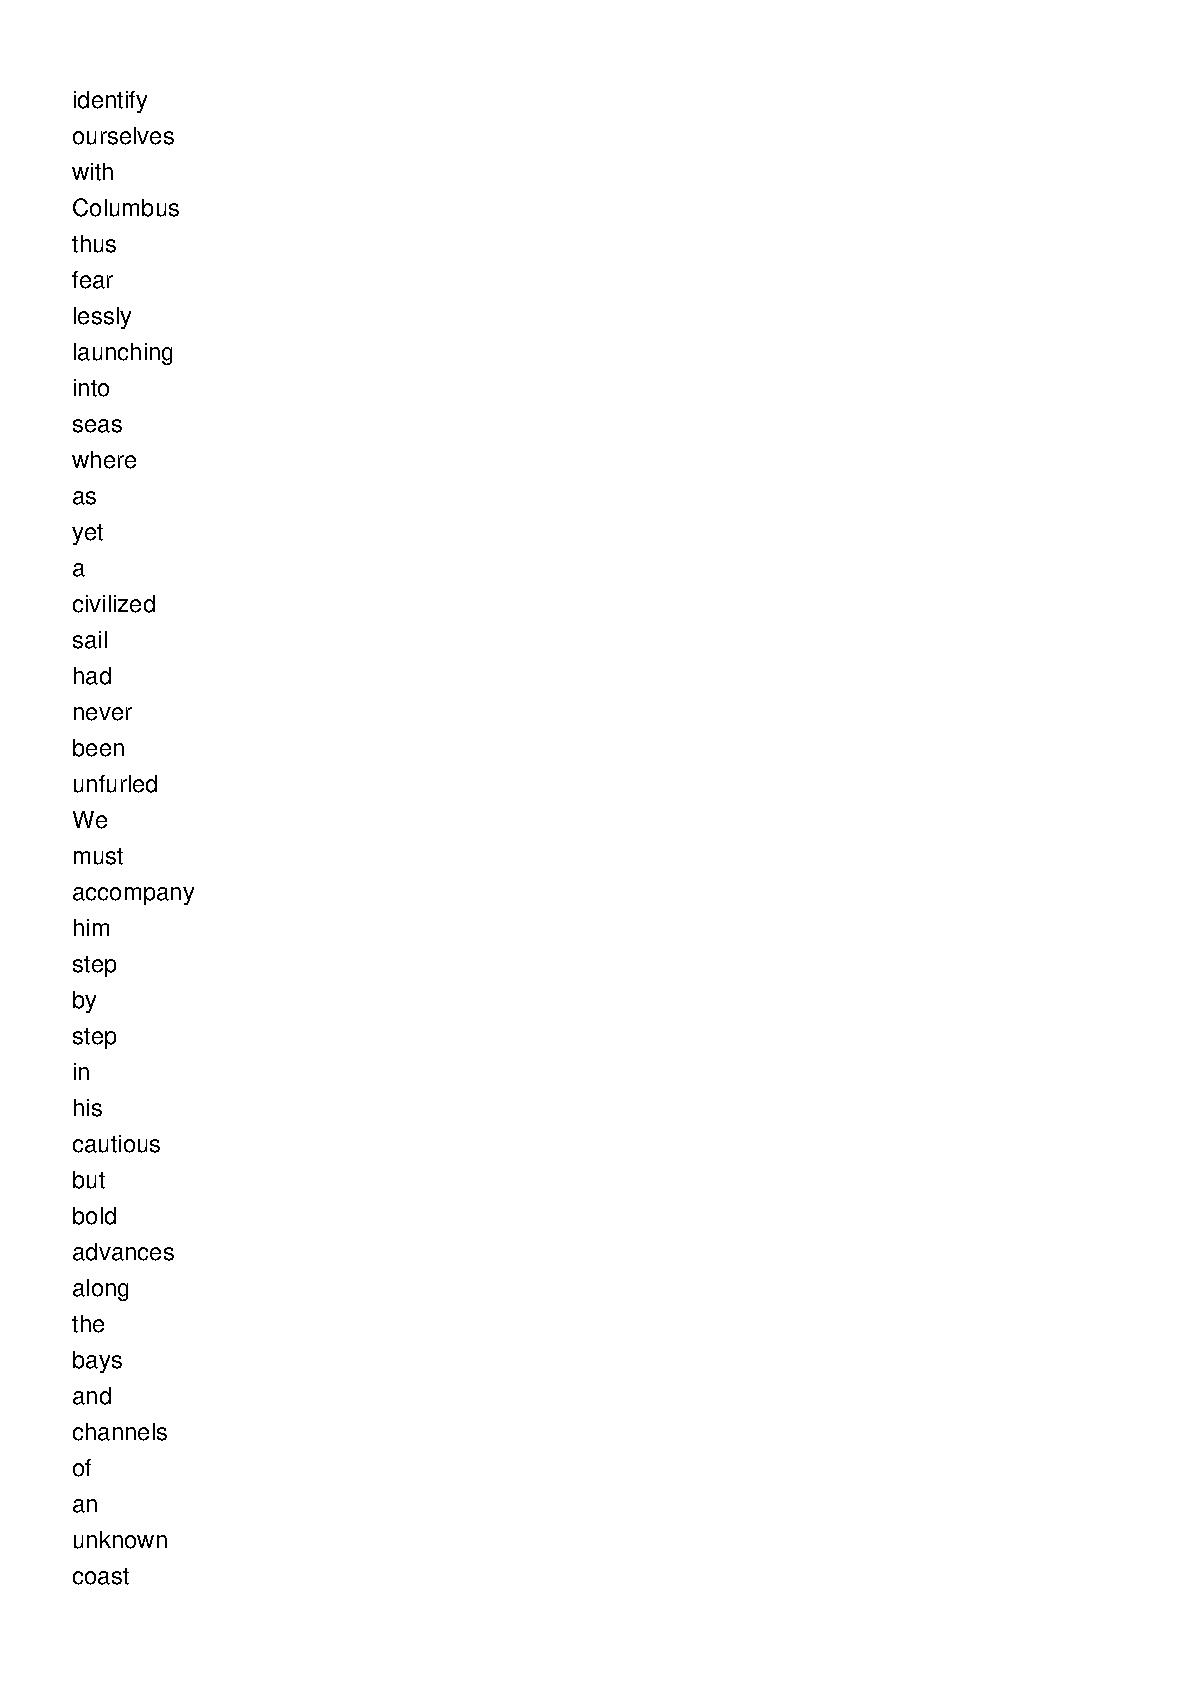 identify
ourselves
with
Columbus
thus
fear
lessly
launching
into
seas
where
as
yet
a
civilized
sail
had
never
been
unfurled
We
must
accompany
him
step
by
step
in
his
cautious
but
bold
advances
along
the
bays
and
channels
of
an
unknown
coast